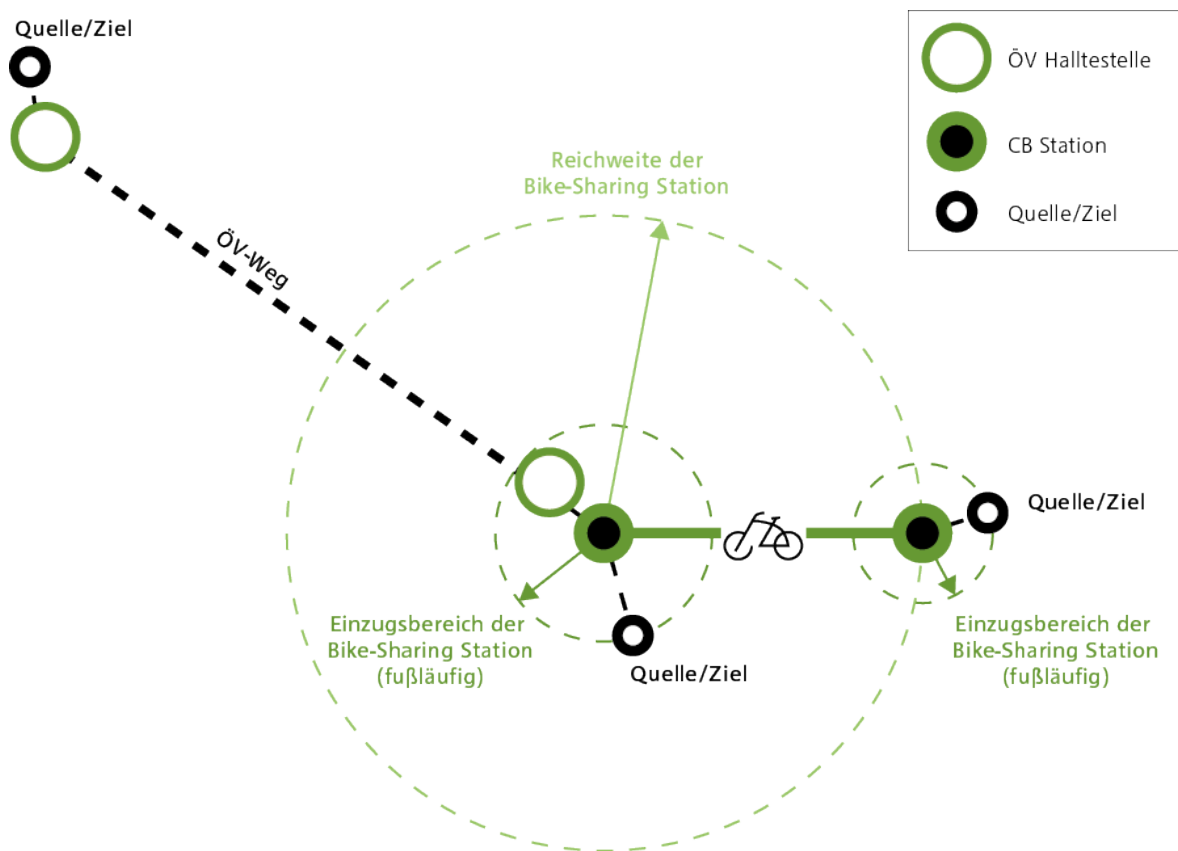 Quelle/Ziel
ÖV Halltestelle
CB Station
Quelle/Ziel
Reichweite der
Bike-Sharing Station
ÖV-Weg
Quelle/Ziel
Einzugsbereich der
Bike-Sharing Station
(fußläufig)
Quelle/Ziel
Einzugsbereich der
Bike-Sharing Station
(fußläufig)